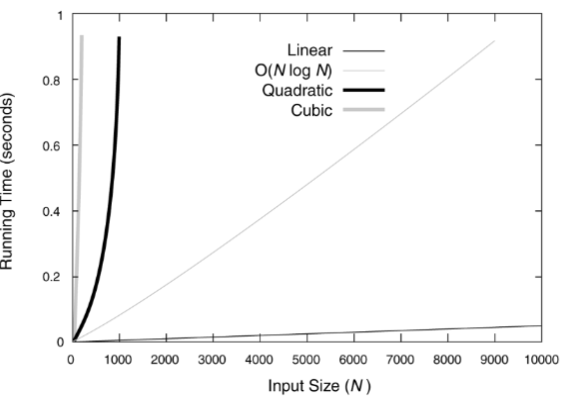 1
Linear
O(N log N)
Quadratic
Cubic
0.8
0.6
0.4
0.2
0
Running Time (seconds)
0 1000 2000 3000 4000 5000 6000 7000 8000 9000 10000
Input Size (N)